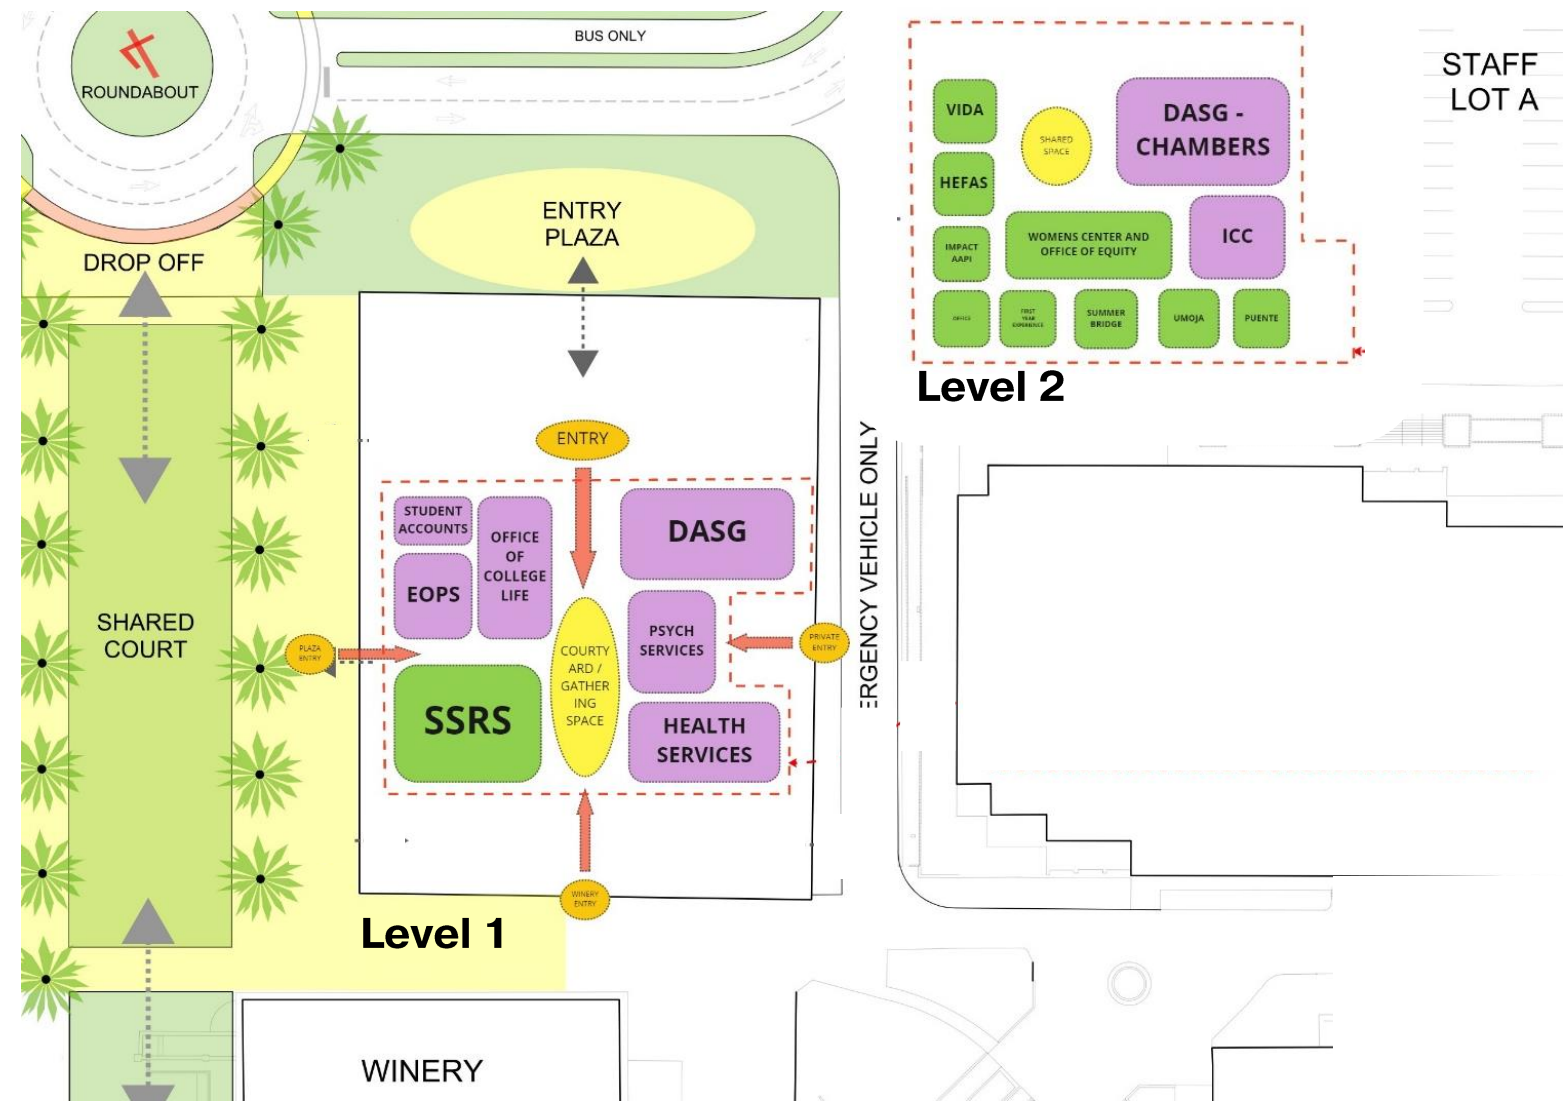 BUS ONLY
ROUNDABOUT
STAFF
LOT A
DROP OFF
ENTRY
PLAZA
VIDA
HEFAS
IMPACT
AAPI
OFFICE
SHARED
SPACE
DASG -
CHAMBERS
WOMENS CENTER AND
OFFICE OF EQUITY
ICC
FIRST
YEAR
EXPERIENCE
SUMMER
BRIDGE
UMOJA
PUENTE
Level 2
ENTRY
STUDENT
ACCOUNTS
OFFICE
OF
COLLEGE
LIFE
EOPS
DASG
PSYCH
SERVICES
SSRS
COURTY
ARD /
GATHER
ING
SPACE
HEALTH
SERVICES
PLAZA
ENTRY
PRIVATE
ENTRY
WINERY
ENTRY
ERGENCY VEHICLE ONLY
SHARED
COURT
Level 1
WINERY